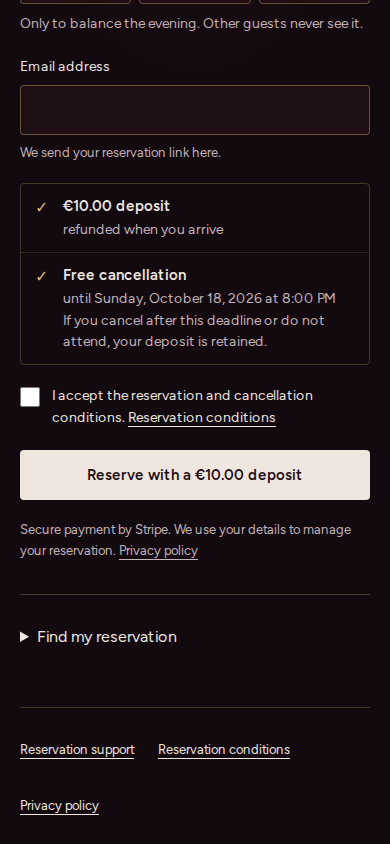 Only to balance the evening. Other guests never see it.
Email address
We send your reservation link here.
✓ €10.00 deposit
refunded when you arrive
✓ Free cancellation
until Sunday, October 18, 2026 at 8:00 PM
If you cancel after this deadline or do not
attend, your deposit is retained.
I accept the reservation and cancellation
conditions. Reservation conditions
Reserve with a €10.00 deposit
Secure payment by Stripe. We use your details to manage
your reservation. Privacy policy
Find my reservation
Reservation support Reservation conditions
Privacy policy